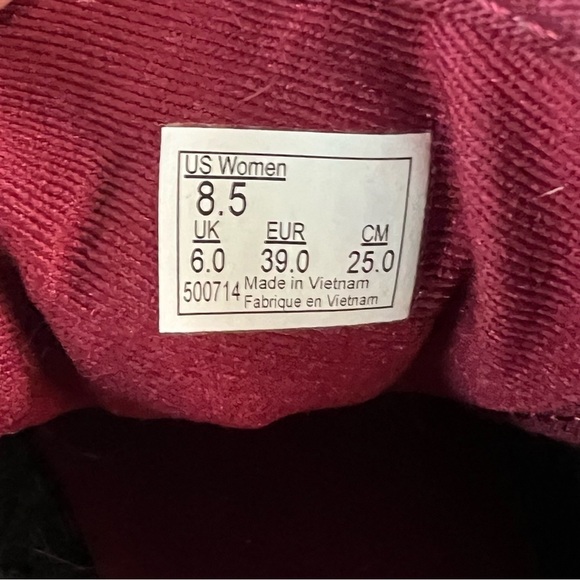 US Women
8.5
UK EUR CM
6.0 39.0 25.0
500714 Made in Vietnam
Fabrique en Vietnam